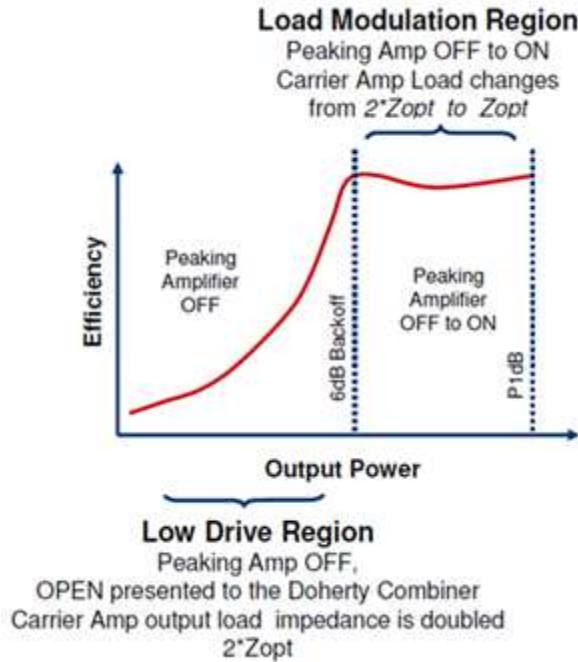 Load Modulation Region
Peaking Amp OFF to ON
Carrier Amp Load changes
from 2*Zopt to Zopt
Efficiency
Peaking
Amplifier
OFF
6dB Backoff
Peaking
Amplifier
OFF to ON
P1dB
Output Power
Low Drive Region
Peaking Amp OFF,
OPEN presented to the Doherty Combiner
Carrier Amp output load impedance is doubled
2*Zopt